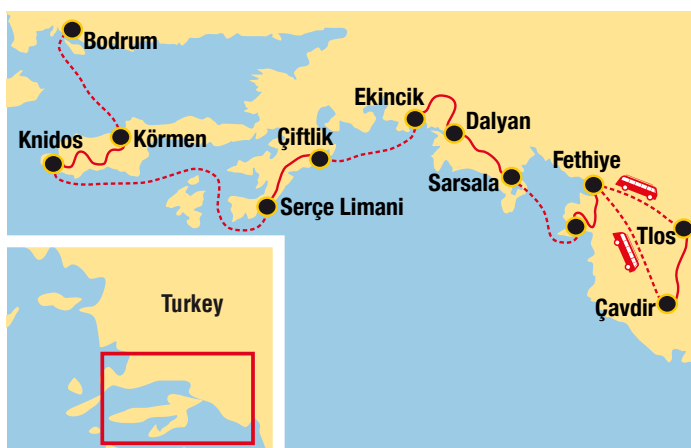 Bodrum
Ekincik
Knidos
Körmen
Çiftlik
Dalyan
Fethiye
Sarsala
Serçe Limani
Tlos
Turkey
Çavdir